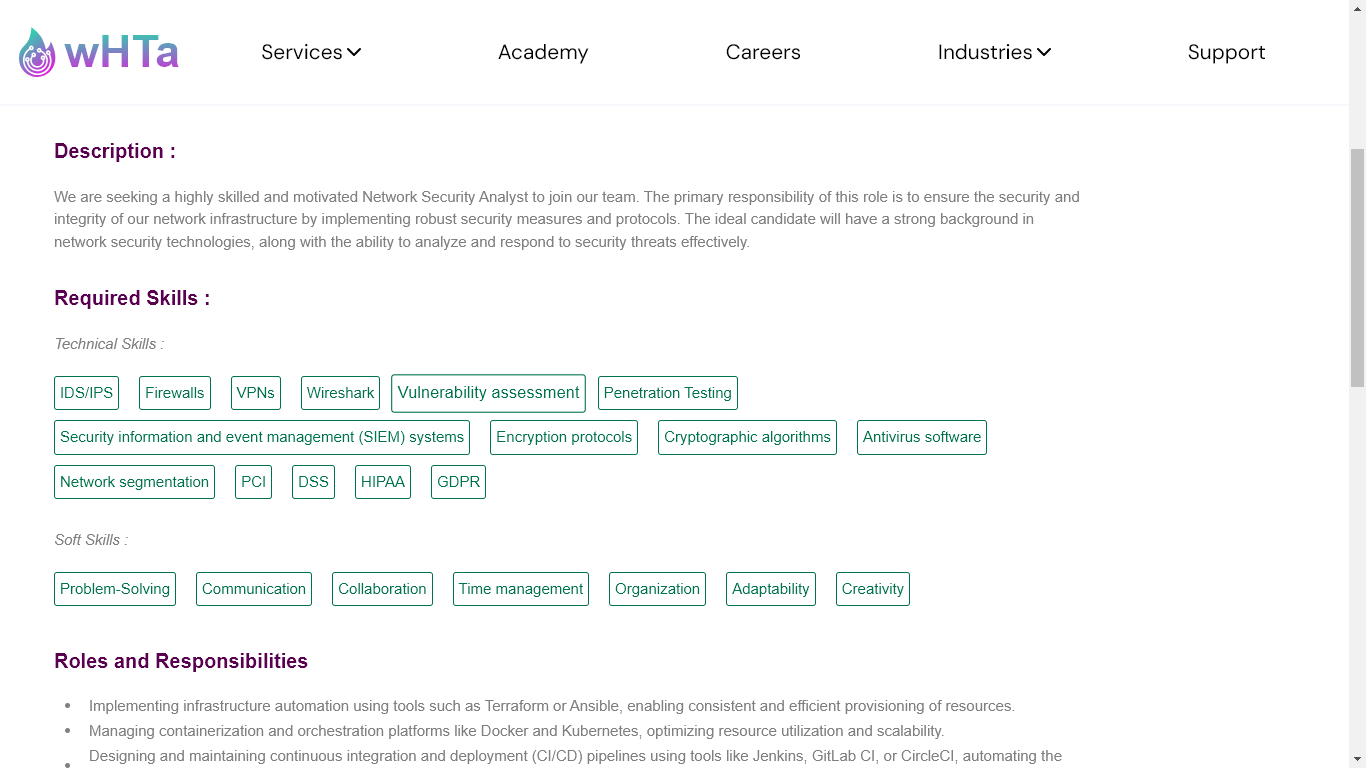 wHTa
Services Academy Careers Industries Support
Description :
We are seeking a highly skilled and motivated Network Security Analyst to join our team. The primary responsibility of this role is to ensure the security and
integrity of our network infrastructure by implementing robust security measures and protocols. The ideal candidate will have a strong background in
network security technologies, along with the ability to analyze and respond to security threats effectively.
Required Skills :
Technical Skills :
IDS/IPS Firewalls VPNs Wireshark Vulnerability assessment Penetration Testing
Security information and event management (SIEM) systems Encryption protocols Cryptographic algorithms Antivirus software
Network segmentation PCI DSS HIPAA GDPR
Soft Skills :
Problem-Solving Communication Collaboration Time management Organization Adaptability Creativity
Roles and Responsibilities
• Implementing infrastructure automation using tools such as Terraform or Ansible, enabling consistent and efficient provisioning of resources.
• Managing containerization and orchestration platforms like Docker and Kubernetes, optimizing resource utilization and scalability.
• Designing and maintaining continuous integration and deployment (CI/CD) pipelines using tools like Jenkins, GitLab CI, or CircleCI, automating the